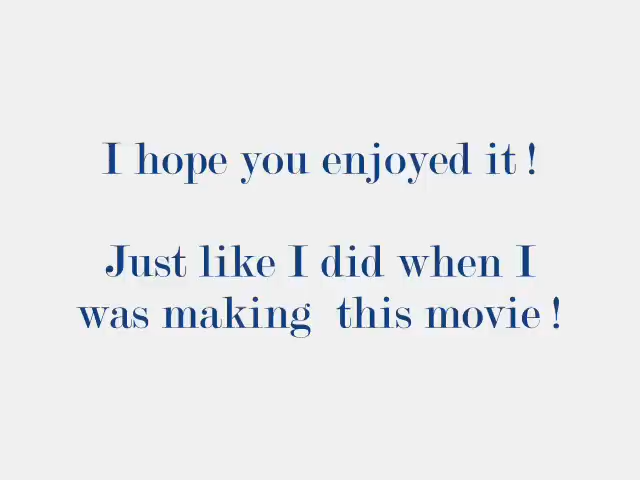 I hope you enjoyed it !
Just like I did when I
was making  this movie !